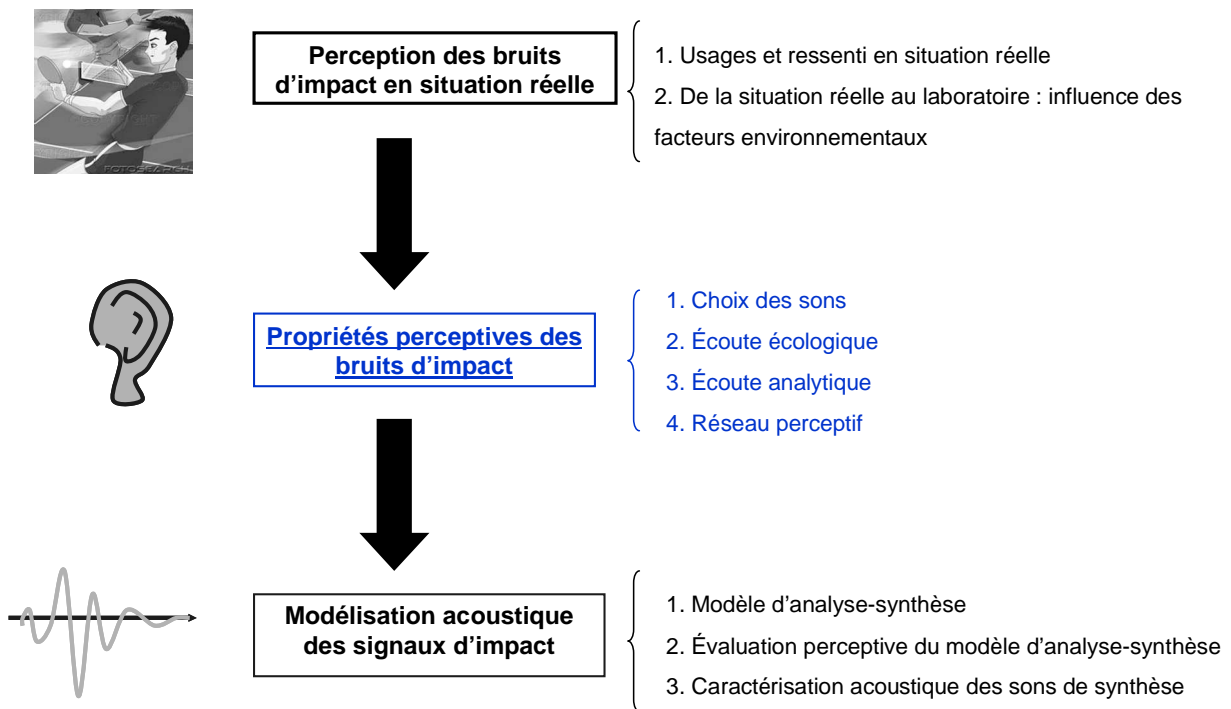 Perception des bruits
d'impact en situation réelle
1. Usages et ressenti en situation réelle
2. De la situation réelle au laboratoire : influence des
facteurs environnementaux
FOTOSEARCH
Propriétés perceptives des
bruits d'impact
1. Choix des sons
2. Écoute écologique
3. Écoute analytique
4. Réseau perceptif
Modélisation acoustique
des signaux d'impact
1. Modèle d'analyse-synthèse
2. Évaluation perceptive du modèle d'analyse-synthèse
3. Caractérisation acoustique des sons de synthèse